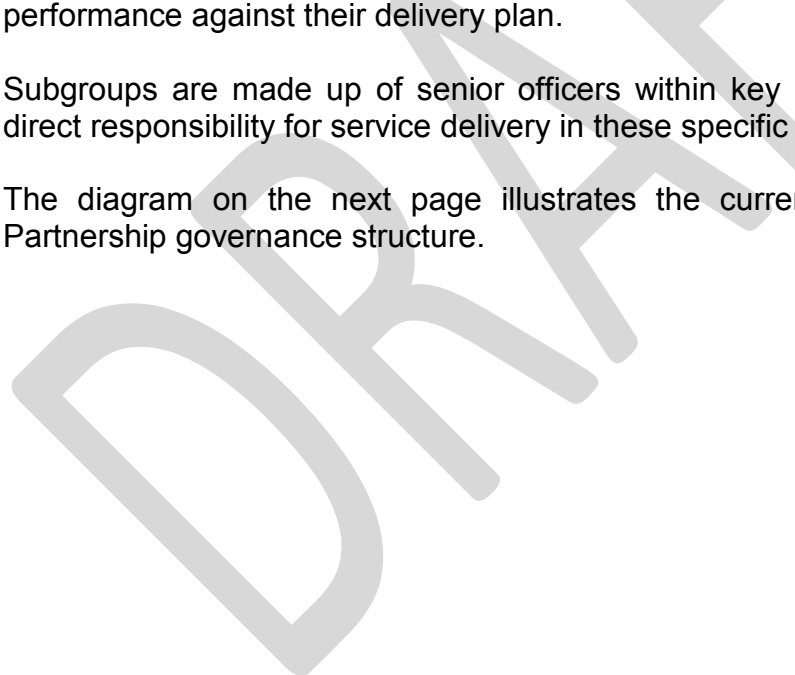 performance against their delivery plan.
Subgroups are made up of senior officers within key
direct responsibility for service delivery in these specific
The diagram on the next page illustrates the curre
Partnership governance structure.
DRA